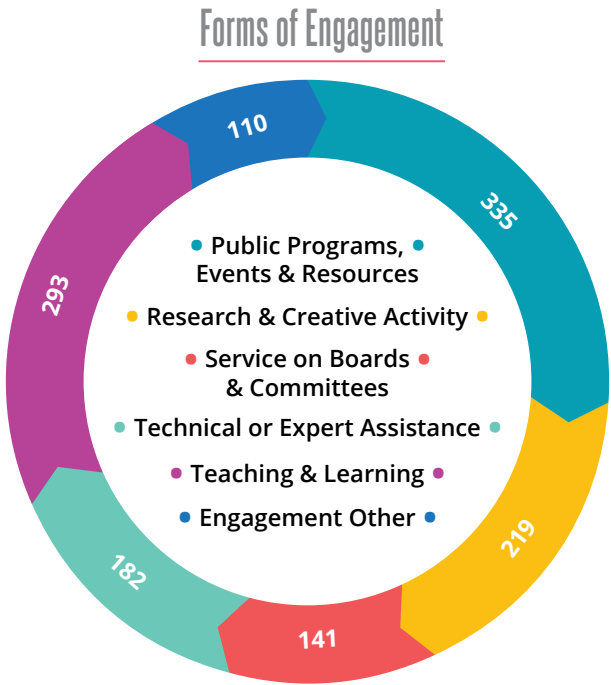 Forms of Engagement
110
335
293
• Public Programs, •
Events & Resources
• Research & Creative Activity •
• Service on Boards •
& Committees
• Technical or Expert Assistance •
• Teaching & Learning •
• Engagement Other •
219
182
141